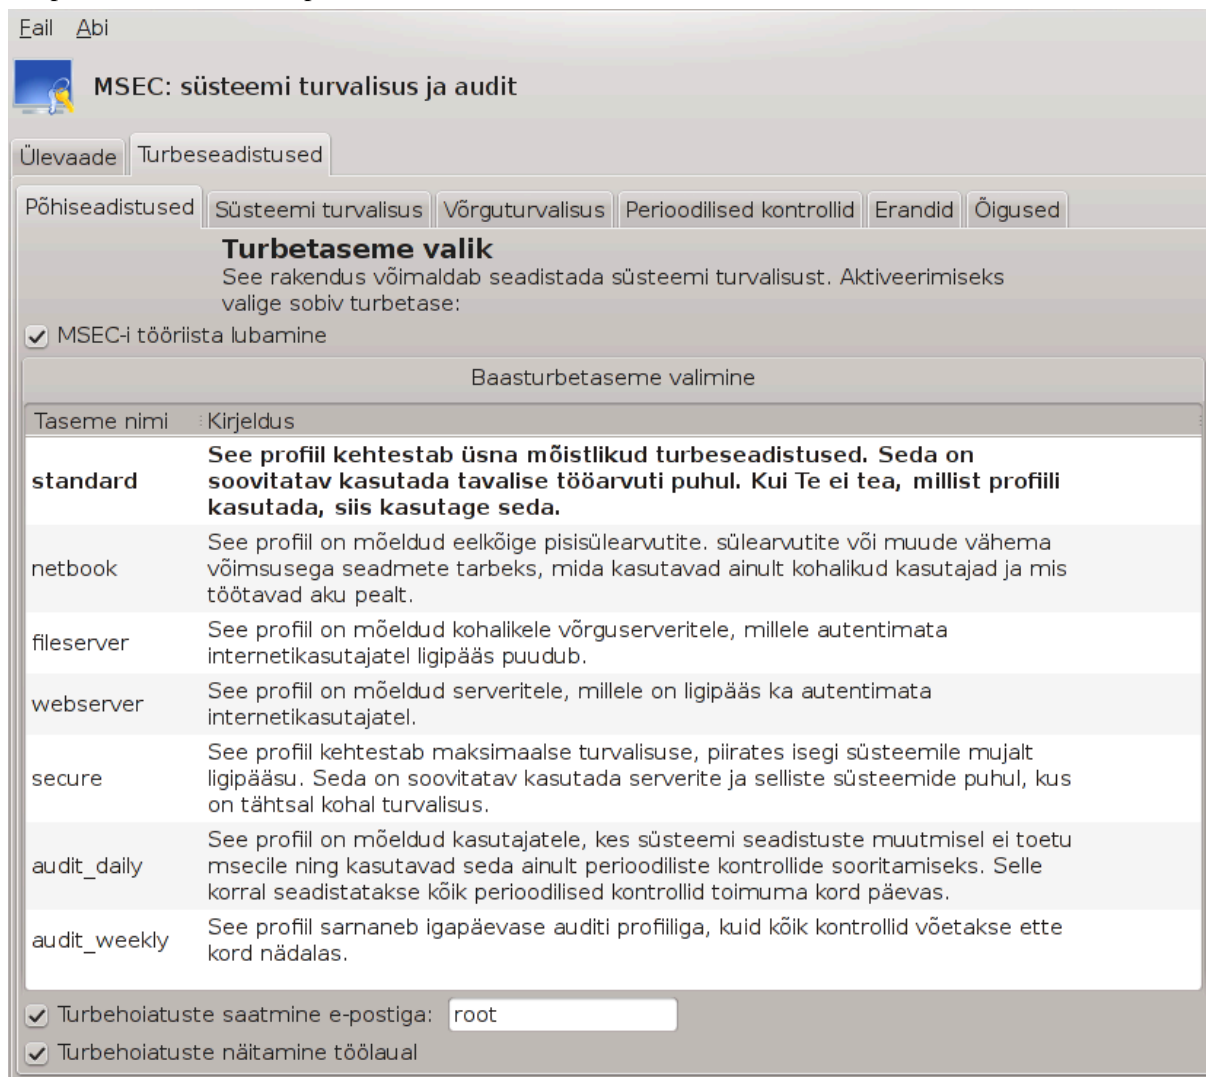 Fail Abi
MSEC: süsteemi turvalisus ja audit
Ülevaade Turbeseadistused
Põhiseadistused Süsteemi turvalisus Võrguturvalisus Perioodilised kontrollid Erandid Õigused
Turbetaseme valik
See rakendus võimaldab seadistada süsteemi turvalisust. Aktiveerimiseks
valige sobiv turbetase:
MSEC-i tööriista lubamine
Baasturbetaseme valimine
Taseme nimi Kirjeldus
See profiil kehtestab üsna mõistlikud turbeseadistused. Seda on
standard soovitatav kasutada tavalise tööarvuti puhul. Kui Te ei tea, millist profiili
kasutada, siis kasutage seda.
See profiil on mõeldud eelkõige pisisülearvutite. sülearvutite või muude vähema
netbook võimsusega seadmete tarbeks, mida kasutavad ainult kohalikud kasutajad ja mis
töötavad aku pealt.
fileserver See profiil on mõeldud kohalikele võrguserveritele, millele autentimata
internetikasutajatel ligipääs puudub.
webserver See profiil on mõeldud serveritele, millele on ligipääs ka autentimata
internetikasutajatel.
See profiil kehtestab maksimaalse turvalisuse, piirates isegi süsteemile mujalt
secure ligipääsu. Seda on soovitatav kasutada serverite ja selliste süsteemide puhul, kus
on tähtsal kohal turvalisus.
See profiil on mõeldud kasutajatele, kes süsteemi seadistuste muutmisel ei toetu
audit_daily msecile ning kasutavad seda ainult perioodiliste kontrollide sooritamiseks. Selle
korral seadistatakse kõik perioodilised kontrollid toimuma kord päevas.
audit_weekly See profiil sarnaneb igapäevase auditi profiiliga, kuid kõik kontrollid võetakse ette
kord nädalas.
Turbehoiatuste saatmine e-postiga: root
Turbehoiatuste näitamine töölaual